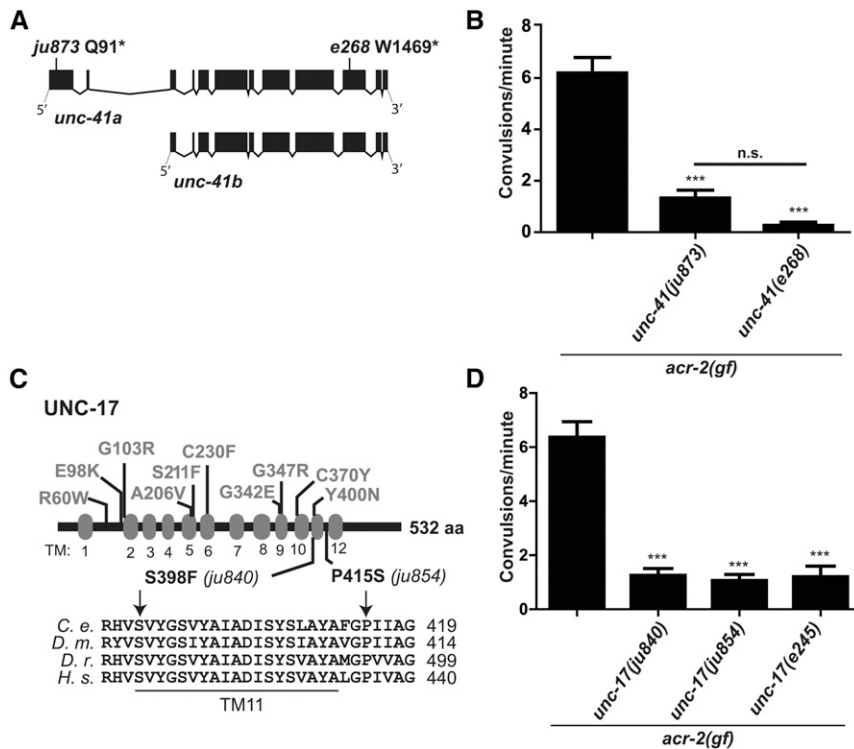 A
ju873 Q91*
e268 W1469*
5'
unc-41a
3'
5'
unc-41b
3'
B
Convulsions/minute
8
6
4
2
0
n.s.
***
***
unc-41(ju873)
unc-41(e268)
acr-2(gf)
C
UNC-17
G103R
C230F
E98K
S211F
G347R
C370Y
R60W
A206V
G342E
Y400N
532 aa
TM: 1 2 3 4 5 6 7 8 9 10 12
S398F (ju840)
P415S (ju854)
C. e. RHVSVYGSVYAIADISYSLAYAFGPIIAG 419
D. m. RYVSVYGSIYAIADISYSIAYAVGPIIAG 414
D. r. RHVSVYGSVYAIADISYSVAYAMGPVVAG 499
H. s. RHVSVYGSVYAIADISYSVAYALGPIVAG 440
TM11
D
Convulsions/minute
8
6
4
2
0
***
***
***
unc-17(ju840)
unc-17(ju854)
unc-17(e245)
acr-2(gf)